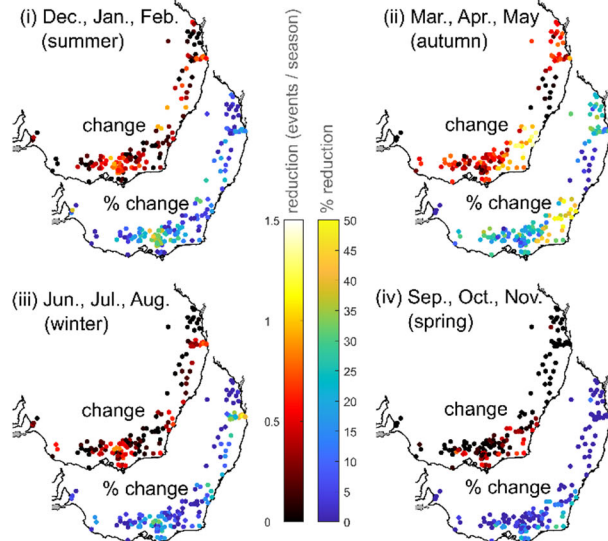 (i) Dec., Jan., Feb.
(summer)
change
% change
(ii) Mar., Apr., May
(autumn)
change
% change
reduction (events / season)
1.5
1
0.5
0
% reduction
50
45
40
35
30
25
20
15
10
5
0
(iii) Jun., Jul., Aug.
(winter)
change
% change
(iv) Sep., Oct., Nov.
(spring)
change
% change